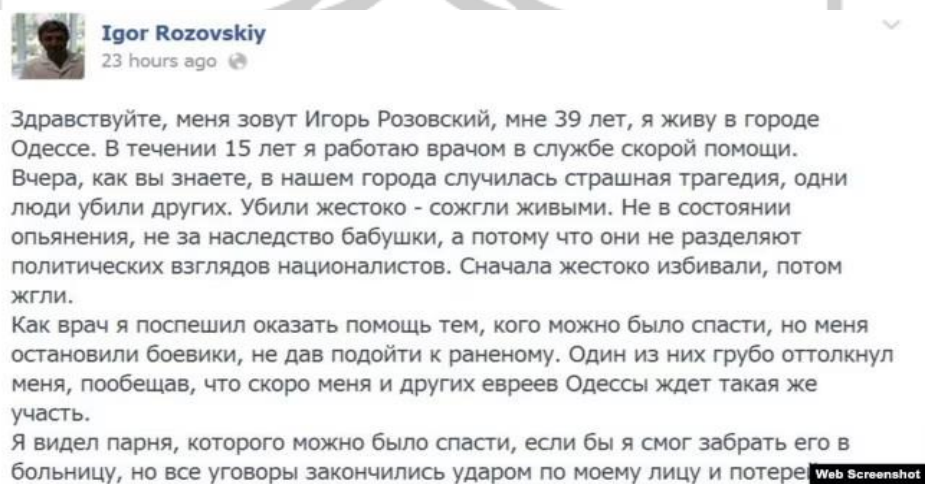 Igor Rozovskiy
23 hours ago
Здравствуйте, меня зовут Игорь Розовский, мне 39 лет, я живу в городе
Одессе. В течении 15 лет я работаю врачом в службе скорой помощи.
Вчера, как вы знаете, в нашем города случилась страшная трагедия, одни
люди убили других. Убили жестоко - сожгли живыми. Не в состоянии
опьянения, не за наследство бабушки, а потому что они не разделяют
политических взглядов националистов. Сначала жестоко избивали, потом
жгли.
Как врач я поспешил оказать помощь тем, кого можно было спасти, но меня
остановили боевики, не дав подойти к раненому. Один из них грубо оттолкнул
меня, пообещав, что скоро меня и других евреев Одессы ждет такая же
участь.
Я видел парня, которого можно было спасти, если бы я смог забрать его в
больницу, но все уговоры закончились ударом по моему лицу и
Web Screenshot